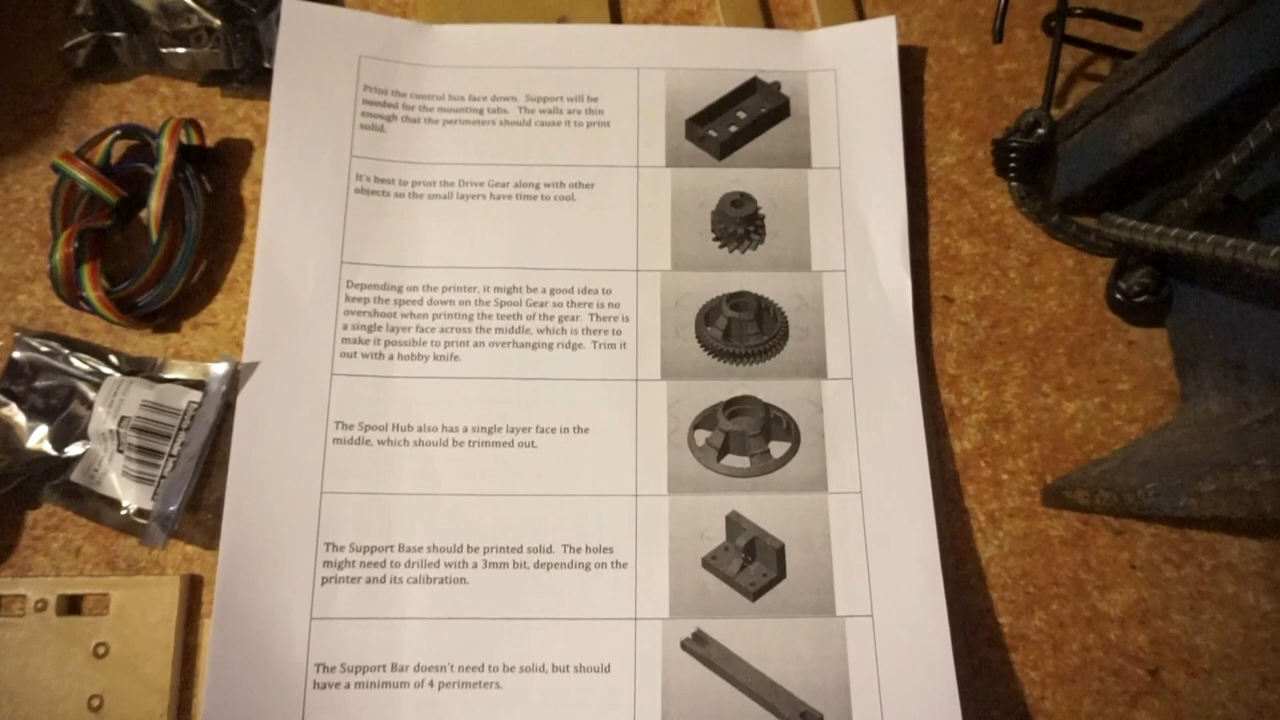 Print the control box face down. Support will be
needed for the mounting tabs. The walls are thin
enough that the perimeters should cause it to print
solid.
It's best to print the Drive Gear along with other
objects so the small layers have time to cool.
Depending on the printer, it might be a good idea to
keep the speed down on the Spool Gear so there is no
overshoot when printing the teeth of the gear. There is
a single layer face across the middle, which is there to
make it possible to print an overhanging ridge. Trim it
out with a hobby knife.
The Spool Hub also has a single layer face in the
middle, which should be trimmed out.
The Support Base should be printed solid. The holes
might need to drilled with a 3mm bit, depending on the
printer and its calibration.
The Support Bar doesn't need to be solid, but should
have a minimum of 4 perimeters.